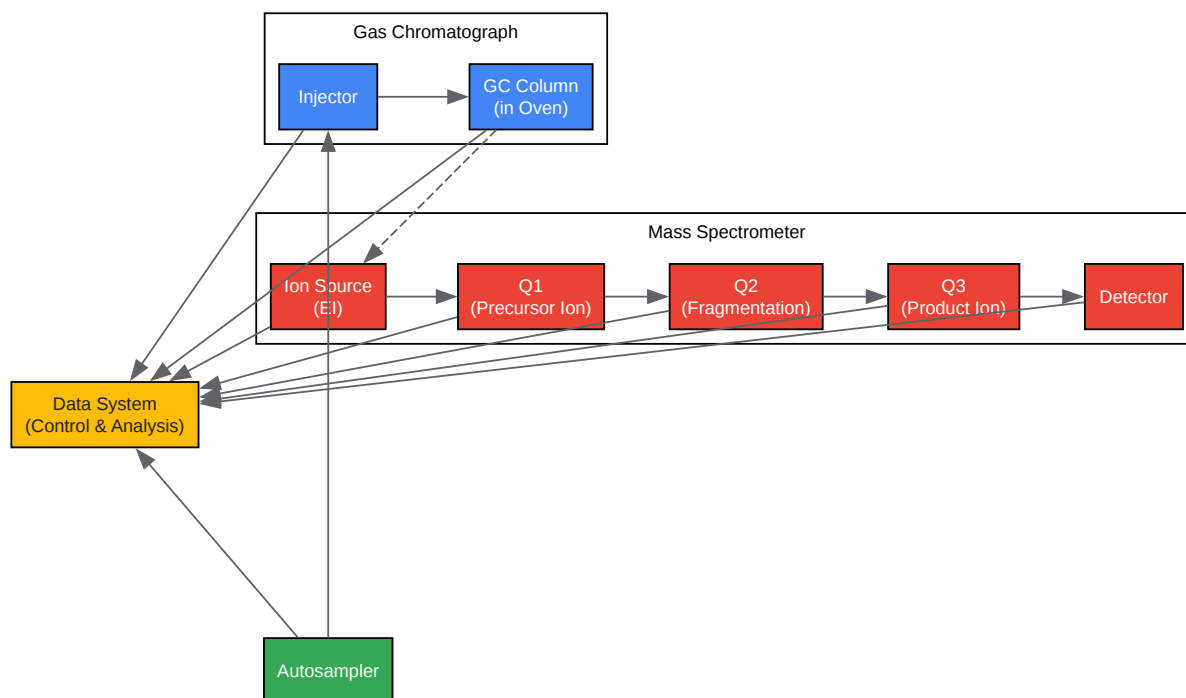 Gas Chromatograph
Injector
GC Column
(in Oven)
Mass Spectrometer
Ion Source
(EI)
Q1
(Precursor Ion)
Q2
(Fragmentation)
Q3
(Product Ion)
Detector
Data System
(Control & Analysis)
Autosampler